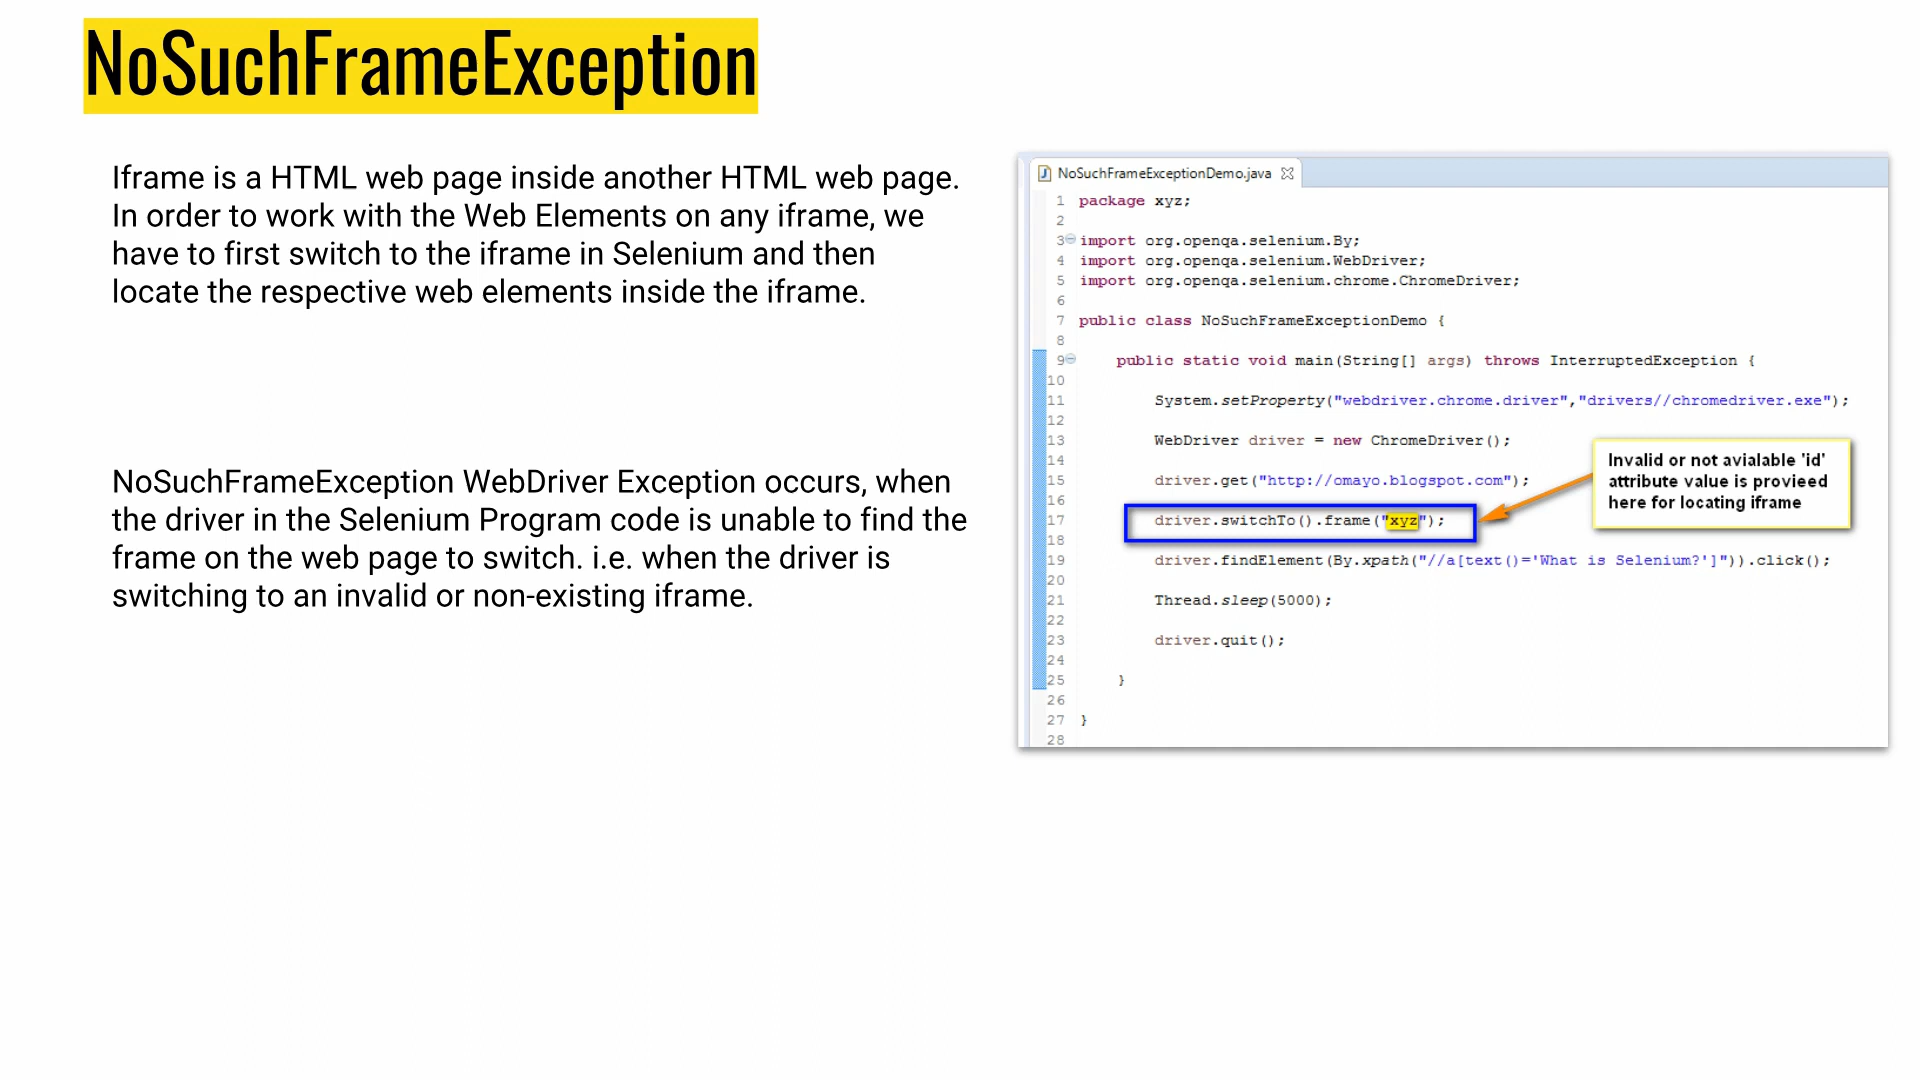 NoSuchFrameException
Iframe is a HTML web page inside another HTML web page.
In order to work with the Web Elements on any iframe, we
have to first switch to the iframe in Selenium and then
locate the respective web elements inside the iframe.
NoSuchFrameException WebDriver Exception occurs, when
the driver in the Selenium Program code is unable to find the
frame on the web page to switch. i.e. when the driver is
switching to an invalid or non-existing iframe.
NoSuchFrameExceptionDemo.java
1 package xyz;
2
3 import org.openqa.selenium.By;
4 import org.openqa.selenium.WebDriver;
5 import org.openqa.selenium.chrome.ChromeDriver;
6
7 public class NoSuchFrameExceptionDemo {
8
9 public static void main(String[] args) throws InterruptedException {
10
11 System.setProperty("webdriver.chrome.driver","drivers//chromedriver.exe");
12
13 WebDriver driver = new ChromeDriver();
14
15 driver.get("http://omayo.blogspot.com");
16
17 driver.switchTo().frame("xyz");
18
19 driver.findElement(By.xpath("//a[text()='What is Selenium?']")).click();
20
21 Thread.sleep(5000);
22
23 driver.quit();
24
25 }
26
27 }
28
Invalid or not avialable 'id'
attribute value is provieed
here for locating iframe